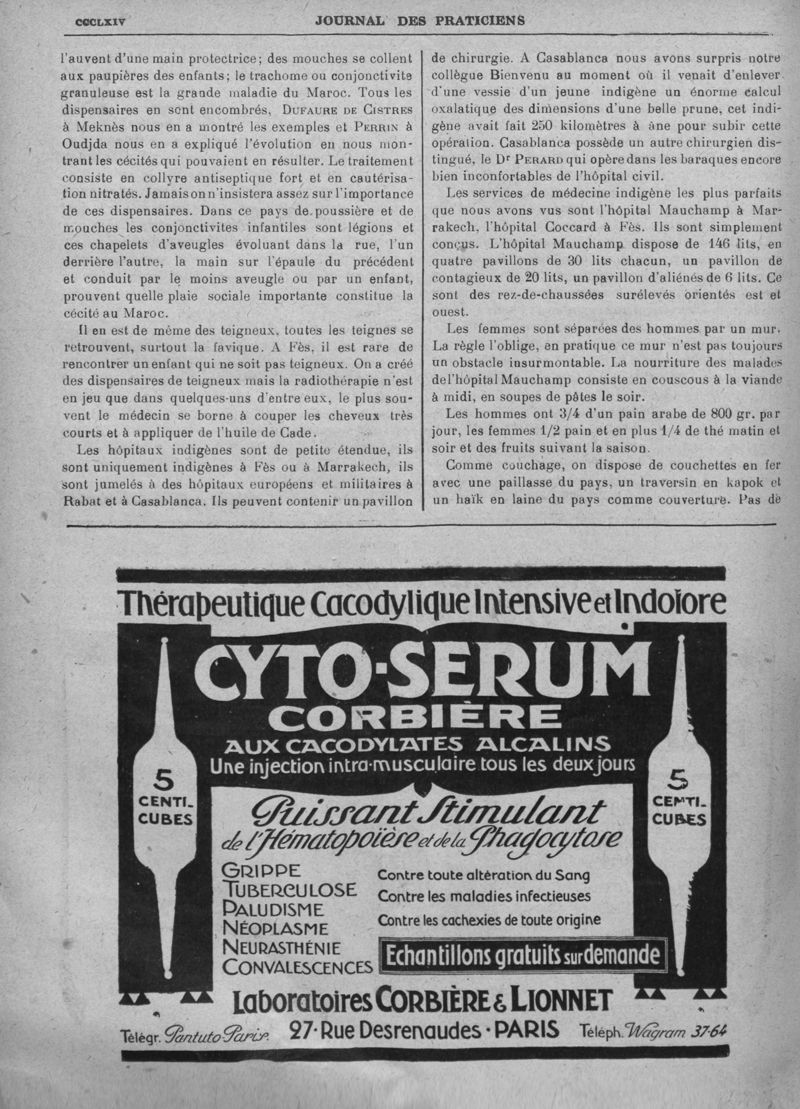 CCCLXIV
JOURNAL DES PRATICIENS
l'auvent d'une main protectrice; des mouches se collent
aux paupières des enfants; le trachome ou conjonctivite
granuleuse est la grande maladie du Maroc. Tous les
dispensaires en sont encombrés, DUFAURE DE CISTRES
à Meknès nous en a montré les exemples et PERRIN à
Oudjda nous en a expliqué l'évolution en nous mon-
trant les cécités qui pouvaient en résulter. Le traitement
consiste en collyre antiseptique fort et en cautérisa-
tion nitratés. Jamais on n'insistera assez sur l'importance
de ces dispensaires. Dans ce pays de poussière et de
mouches les conjonctivites infantiles sont légions et
ces chapelets d'aveugles évoluant dans la rue, l'un
derrière l'autre, la main sur l'épaule du précédent
et conduit par le moins aveugle ou par un enfant,
prouvent quelle plaie sociale importante constitue la
cécité au Maroc.
Il en est de même des teigneux, toutes les teignes se
retrouvent, surtout la favique. A Fès, il est rare de
rencontrer un enfant qui ne soit pas teigneux. On a créé
des dispensaires de teigneux mais la radiothérapie n'est
en jeu que dans quelques-uns d'entre eux, le plus sou-
vent le médecin se borne à couper les cheveux très
courts et à appliquer de l'huile de Cade.
Les hôpitaux indigènes sont de petite étendue, ils
sont uniquement indigènes à Fès ou à Marrakech, ils
sont jumelés à des hôpitaux européens et militaires à
Rabat et à Casablanca. Ils peuvent contenir un pavillon
de chirurgie. A Casablanca nous avons surpris notre
collègue Bienvenu au moment où il venait d'enlever
d'une vessie d'un jeune indigène un énorme calcul
oxalatique des dimensions d'une belle prune, cet indi-
gène avait fait 250 kilomètres à âne pour subir cette
opération. Casablanca possède un autre chirurgien dis-
tingué, le Dr PERARD qui opère dans les baraques encore
bien inconfortables de l'hôpital civil.
Les services de médecine indigène les plus parfaits
que nous avons vus sont l'hôpital Mauchamp à Mar-
rakech, l'hôpital Coccard à Fès. Ils sont simplement
conçus. L'hôpital Mauchamp dispose de 146 lits, en
quatre pavillons de 30 lits chacun, un pavillon de
contagieux de 20 lits, un pavillon d'aliénés de 6 lits. Ce
sont des rez-de-chaussées surélevés orientés est et
ouest.
Les femmes sont séparées des hommes par un mur.
La règle l'oblige, en pratique ce mur n'est pas toujours
un obstacle insurmontable. La nourriture des malades
del'hôpital Mauchamp consiste en couscous à la viande
à midi, en soupes de pâtes le soir.
Les hommes ont 3/4 d'un pain arabe de 800 gr. par
jour, les femmes 1/2 pain et en plus 1/4 de thé matin et
soir et des fruits suivant la saison.
Comme couchage, on dispose de couchettes en fer
avec une paillasse du pays, un traversin en kapok et
un haïk en laine du pays comme couverture. Pas de
Thérapeutique Cacodylique Intensive et Indolore
CYTO-SERUM
CORBIÈRE
AUX CACODYLATES ALCALINS
Une injection intra-musculaire tous les deux jours
5
CENTI-
CUBES
5
CENTI-
CUBES
Puissant Stimulant
de l'Hématopoïèse et de la Phagocytose
GRIPPE
TUBERCULOSE
PALUDISME
NÉOPLASME
NEURASTHÉNIE
CONVALESCENCES
Contre toute altération du Sang
Contre les maladies infectieuses
Contre les cachexies de toute origine
Echantillons gratuits sur demande
Laboratoires CORBIÈRE & LIONNET
Télégr. Pantuto-Paris. 27·Rue Desrenaudes·PARIS Téleph. Wagram 37-64